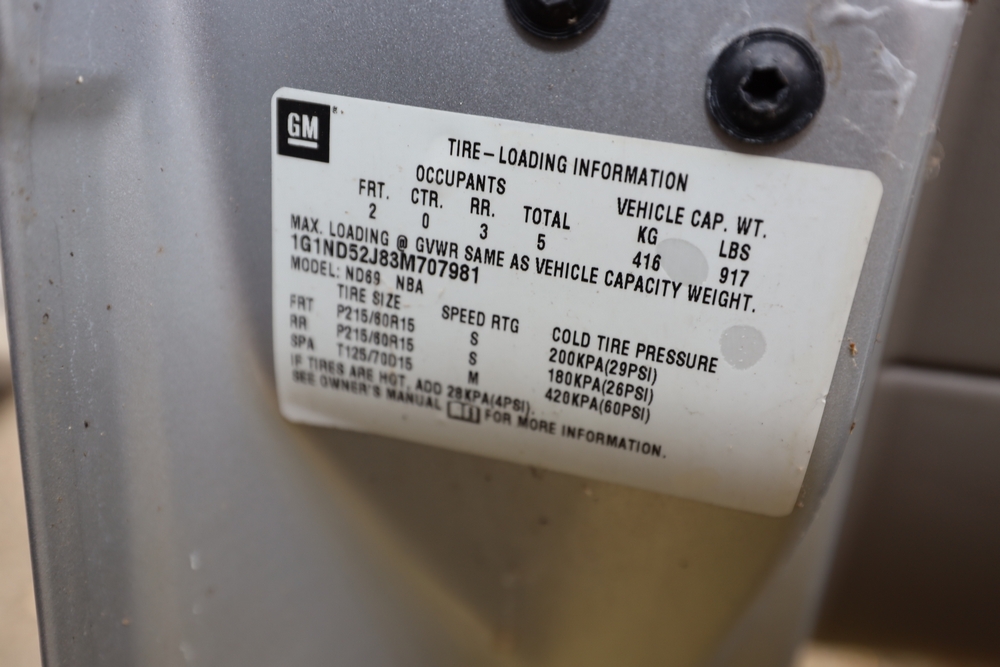 GM
TIRE-LOADING INFORMATION
OCCUPANTS VEHICLE CAP. WT.
FRT. CTR. RR. TOTAL KG LBS
2 0 3 5 416 917
MAX. LOADING @ GVWR SAME AS VEHICLE CAPACITY WEIGHT.
1G1ND52J83M707981
MODEL: ND69 NBA
TIRE SIZE SPEED RTG COLD TIRE PRESSURE
FRT P215/60R15 S 200KPA(29PSI)
RR P215/60R15 S 180KPA(26PSI)
SPA T125/70D15 M 420KPA(60PSI)
IF TIRES ARE HOT, ADD 28KPA(4PSI).
SEE OWNER'S MANUAL FOR MORE INFORMATION.